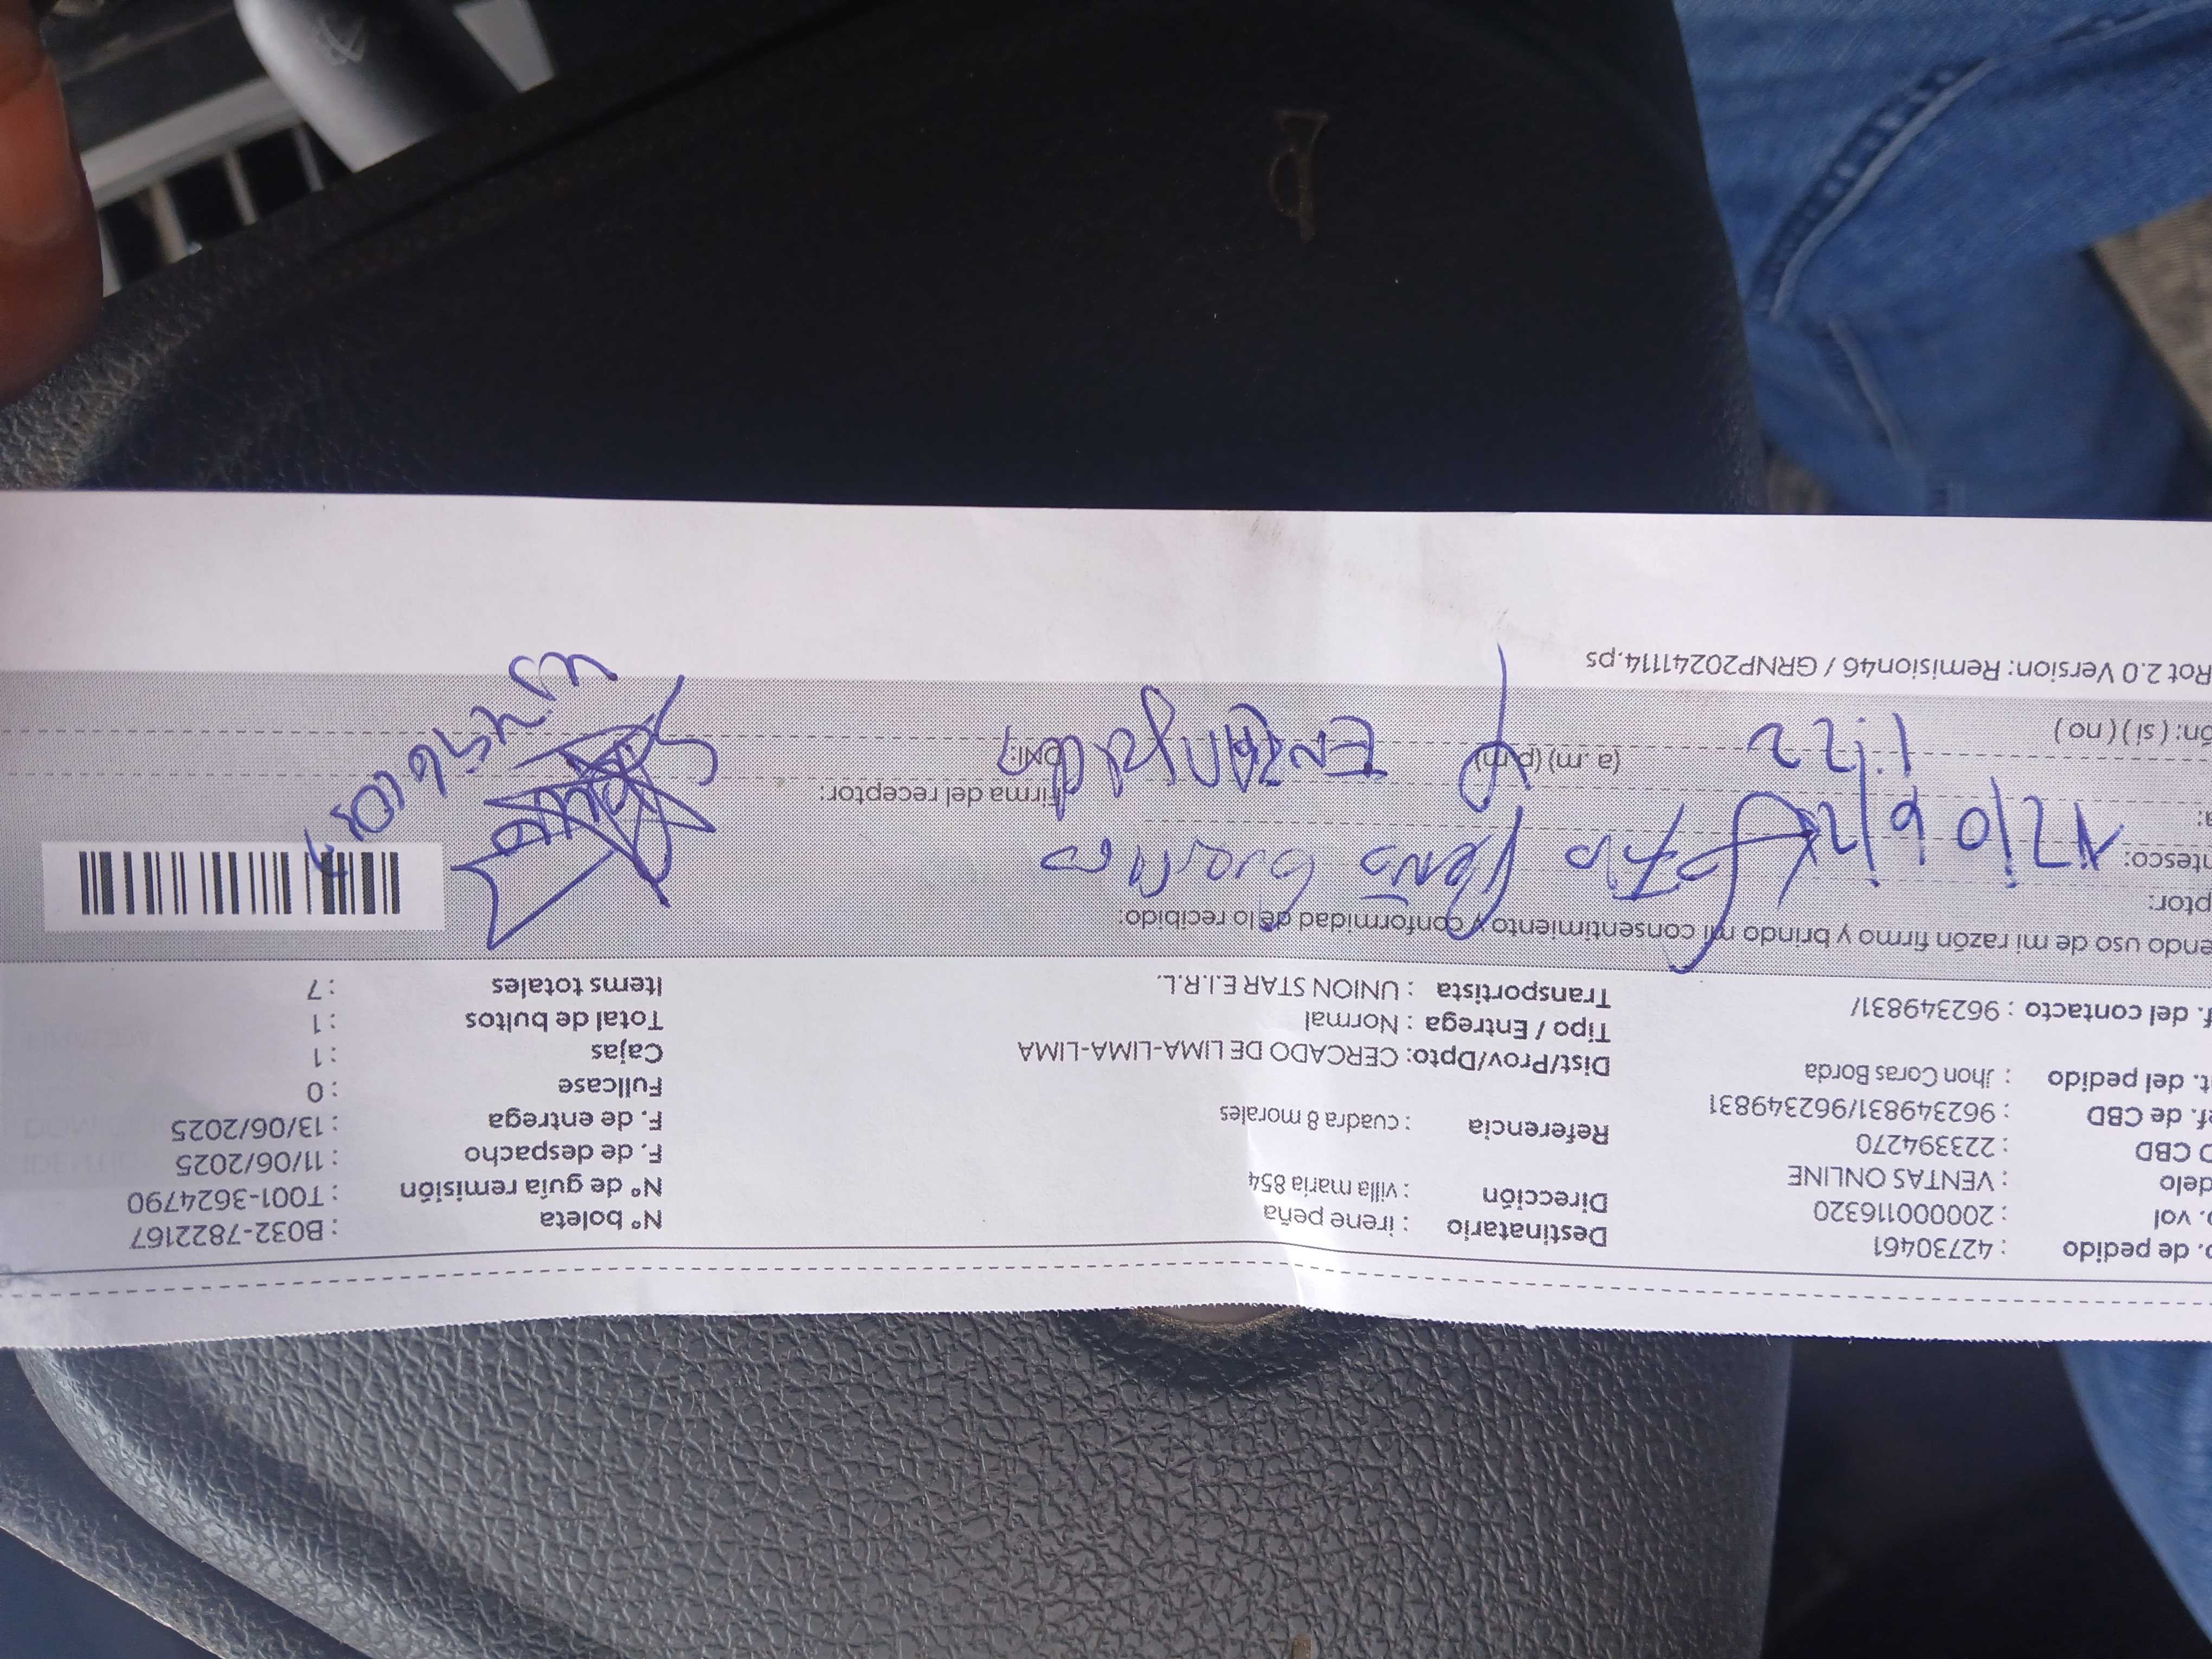 o. de pedido : 42730461
o. vol : 20000116320
delo : VENTAS ONLINE
O CBD : 223394270
ef. de CBD : 962349831/962349831
t. del pedido : Jhon Coras Borda
f. del contacto : 962349831/
Destinatario : irene peña
Dirección : villa maria 854
Referencia : cuadra 8 morales
Dist/Prov/Dpto: CERCADO DE LIMA-LIMA-LIMA
Tipo / Entrega : Normal
Transportista : UNION STAR E.I.R.L.
N° boleta : B032-7822167
N° de guía remisión : T001-3624790
F. de despacho : 11/06/2025
F. de entrega : 13/06/2025
Fullcase : 0
Cajas : 1
Total de bultos : 1
Items totales : 7
endo uso de mi razón firmo y brindo mi consentimiento y conformidad de lo recibido:
ptor:
ntesco:
a:
Peña
Firma del receptor:
(a. m) (p. m)
DNI:
1:22
ón: ( si ) ( no )
Rot 2.0 Version: Remision46 / GRNP20241114.ps